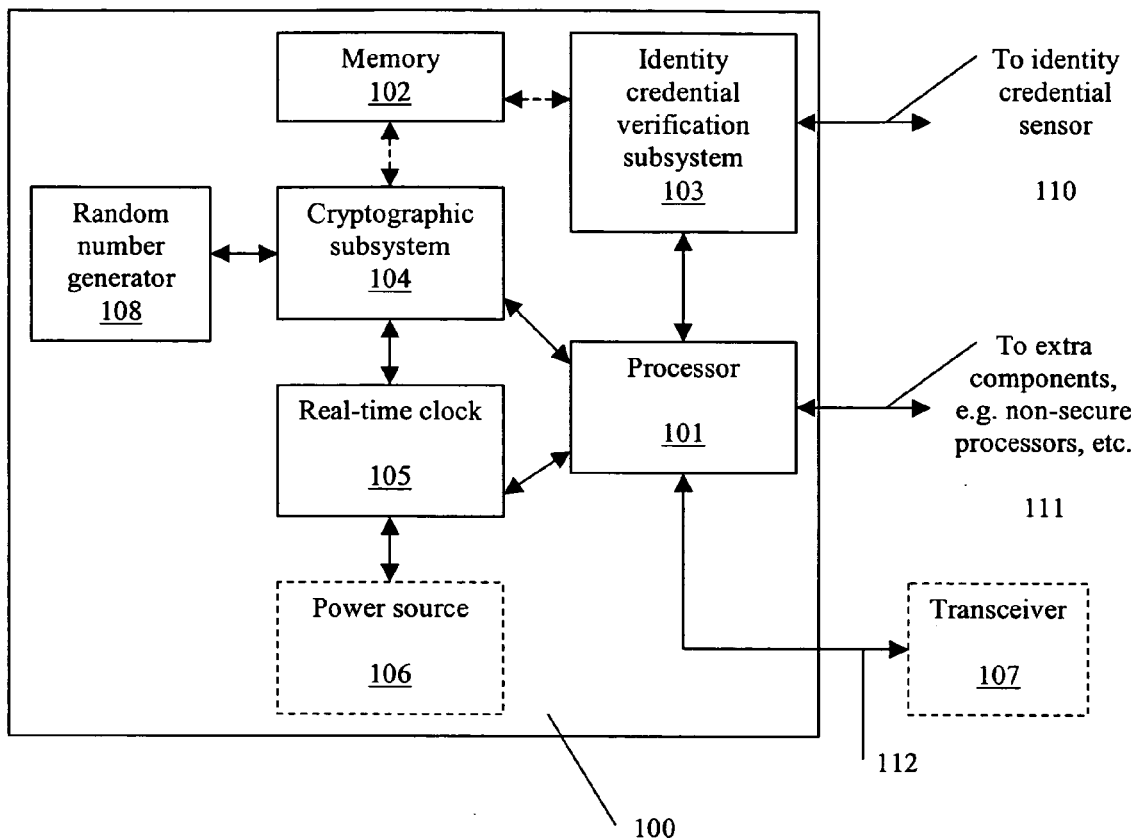 Memory
102
Identity
credential
verification
subsystem
103
To identity
credential
sensor
110
Random
number
generator
108
Cryptographic
subsystem
104
Processor
101
To extra
components,
e.g. non-secure
processors, etc.
111
Real-time clock
105
Power source
106
Transceiver
107
112
100